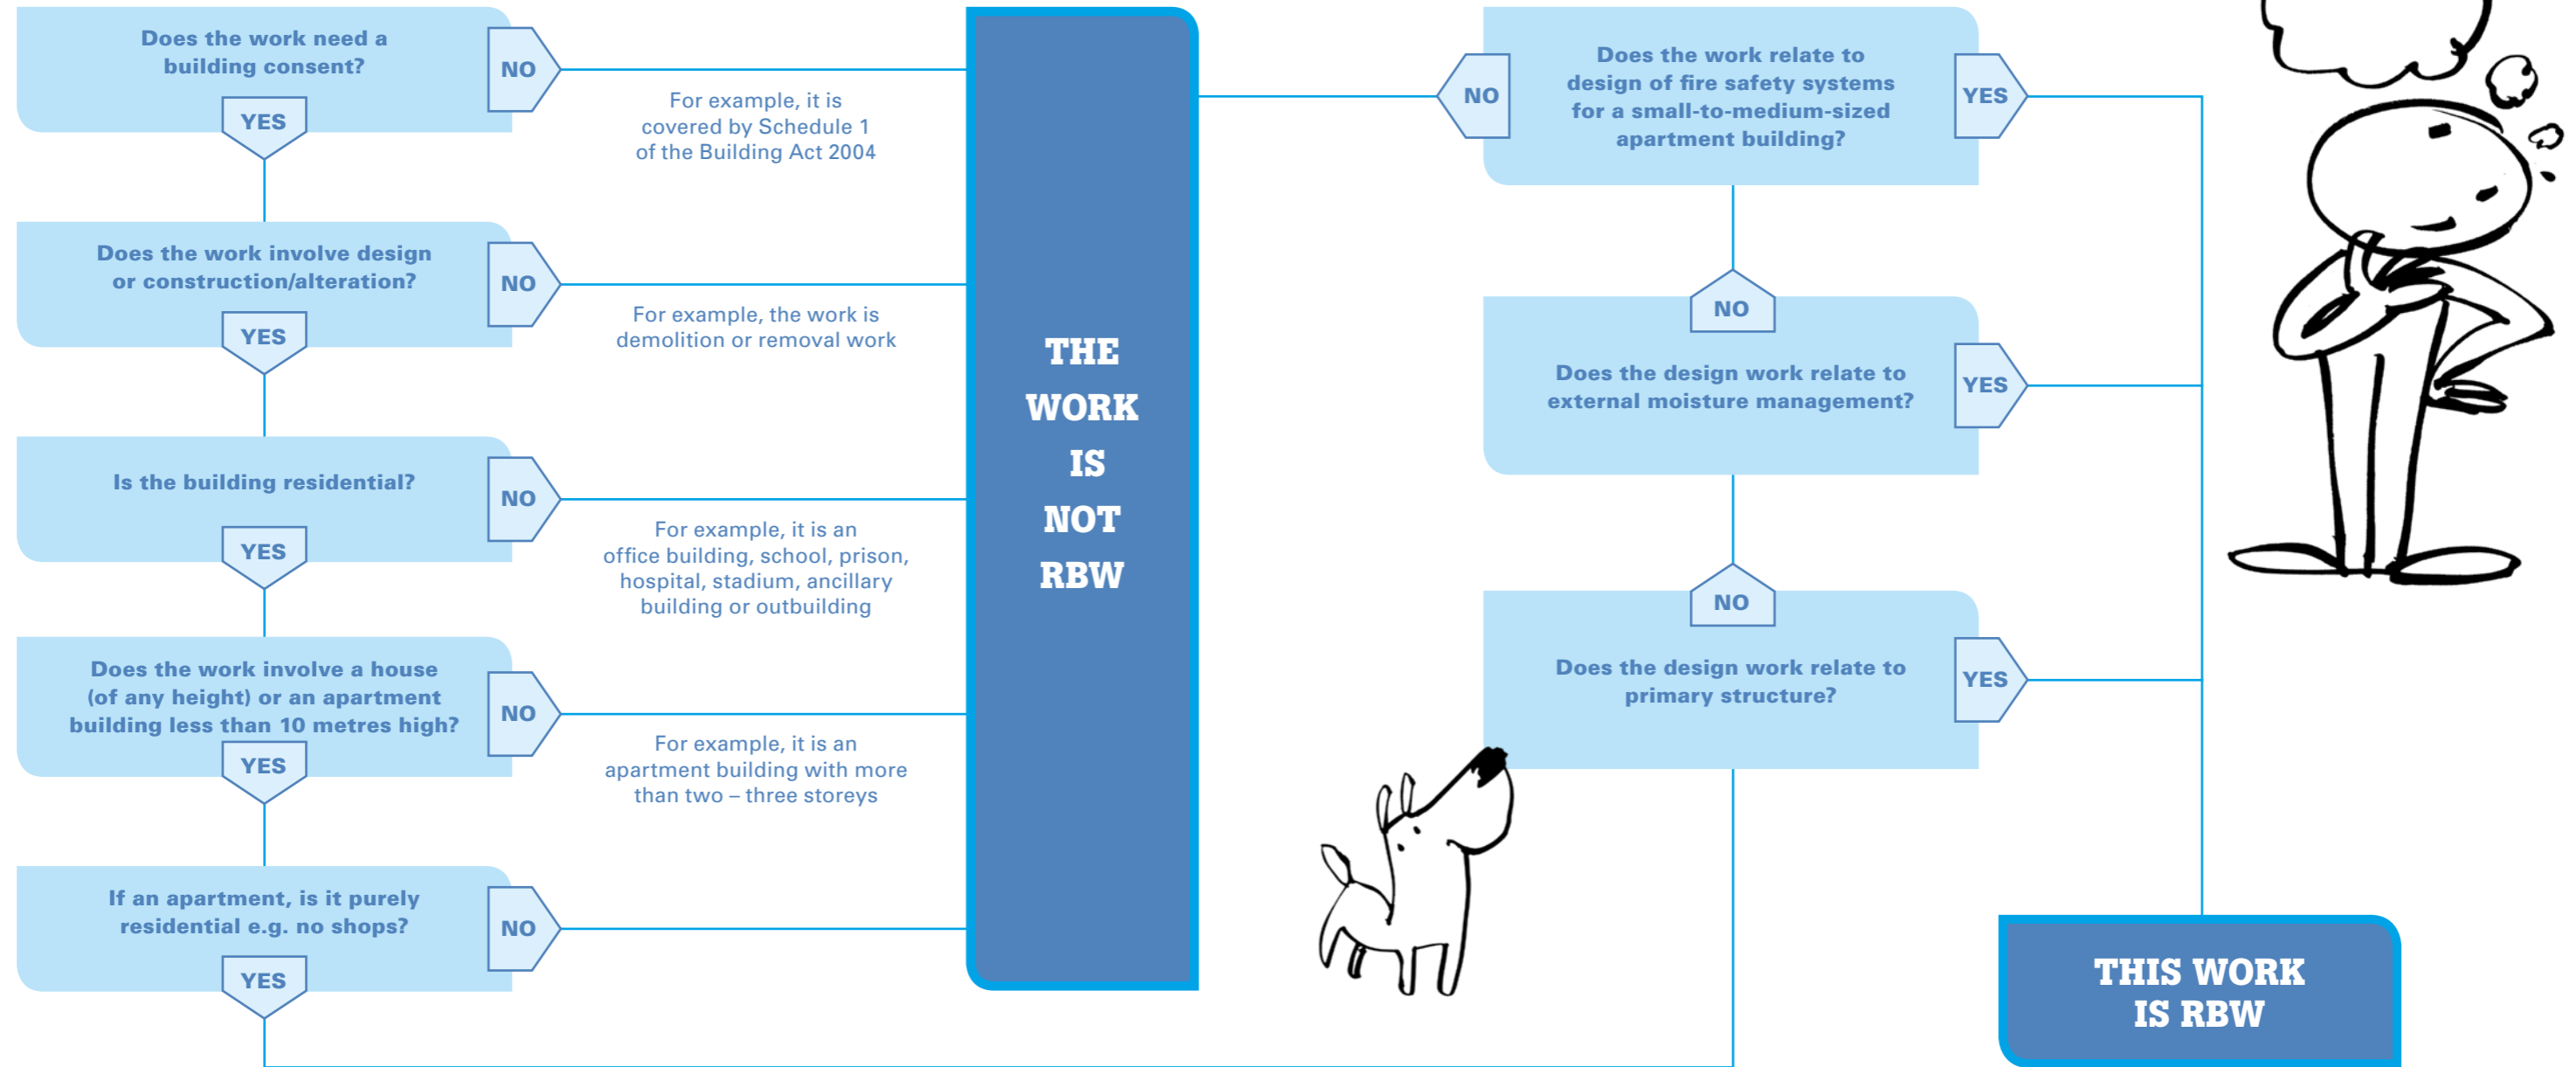 Does the work need a
building consent?
NO
YES
For example, it is
covered by Schedule 1
of the Building Act 2004
Does the work involve design
or construction/alteration?
NO
YES
For example, the work is
demolition or removal work
Is the building residential?
NO
YES
For example, it is an
office building, school, prison,
hospital, stadium, ancillary
building or outbuilding
Does the work involve a house
(of any height) or an apartment
building less than 10 metres high?
NO
YES
For example, it is an
apartment building with more
than two – three storeys
If an apartment, is it purely
residential e.g. no shops?
NO
YES
THE
WORK
IS
NOT
RBW
Does the work relate to
design of fire safety systems
for a small-to-medium-sized
apartment building?
NO
YES
NO
Does the design work relate to
external moisture management?
YES
NO
Does the design work relate to
primary structure?
YES
THIS WORK
IS RBW